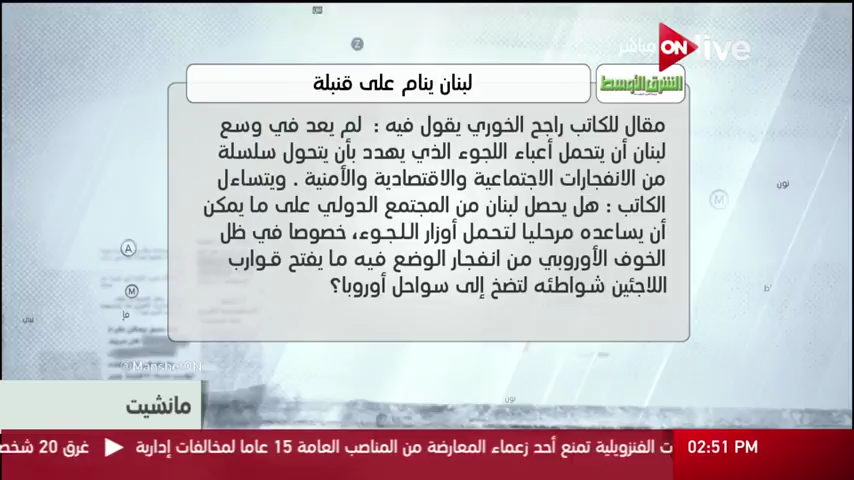 مباشر ON live
الشرق الأوسط
لبنان ينام على قنبلة
مقال للكاتب راجح الخوري يقول فيه : لم يعد في وسع
لبنان أن يتحمل أعباء اللجوء الذي يهدد بأن يتحول سلسلة
من الانفجارات الاجتماعية والاقتصادية والأمنية . ويتساءل
الكاتب : هل يحصل لبنان من المجتمع الدولي على ما يمكن
أن يساعده مرحليا لتحمل أوزار اللجوء، خصوصا في ظل
الخوف الأوروبي من انفجار الوضع فيه ما يفتح قوارب
اللاجئين شواطئه لتضخ إلى سواحل أوروبا؟
Z
نون
M
A
M
b'
نون
مانشيت
02:51 PM
ت الفنزويلية تمنع أحد زعماء المعارضة من المناصب العامة 15 عاما لمخالفات إدارية
غرق 20 شخصا